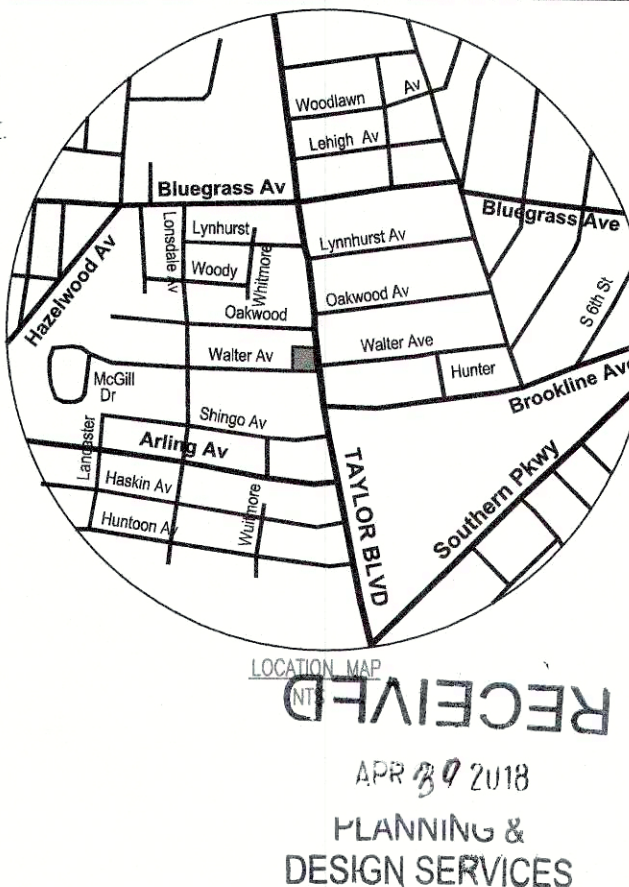 Woodlawn Av
Lehigh Av
Bluegrass Av
Bluegrass Ave
Lonsdale Av
Lynhurst
Whitmore
Lynnhurst Av
Woody
Hazelwood Av
Oakwood
Oakwood Av
S 6th St
Walter Av
Walter Ave
Hunter
McGill
Dr
Brookline Ave
Shingo Av
Lancaster
Arling Av
TAYLOR BLVD
Southern Pkwy
Haskin Av
Wuitmore
Huntoon Av
LOCATION MAP
NTS
RECEIVED
APR 2018
PLANNING &
DESIGN SERVICES